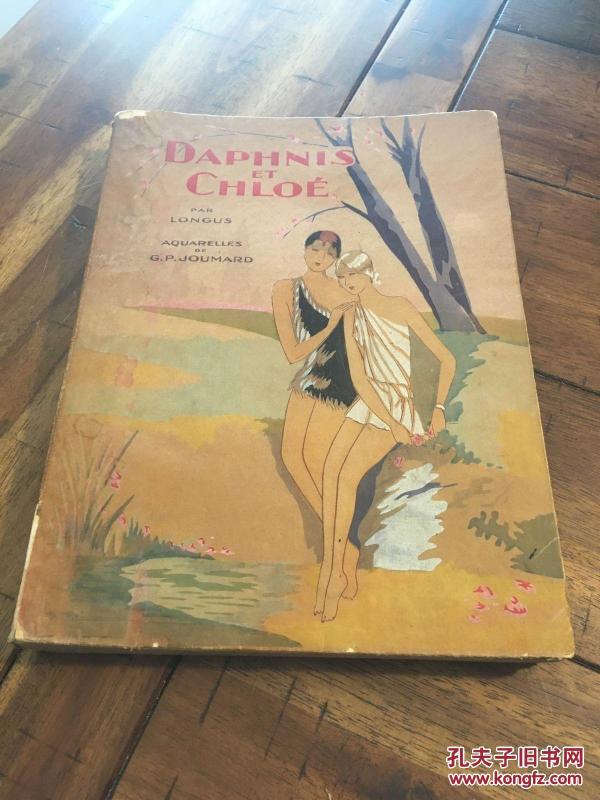 DAPHNIS
ET
CHLOÉ
PAR
LONGUS
AQUARELLES
DE
G.P. JOUMARD
孔夫子旧书网
www.kongfz.com